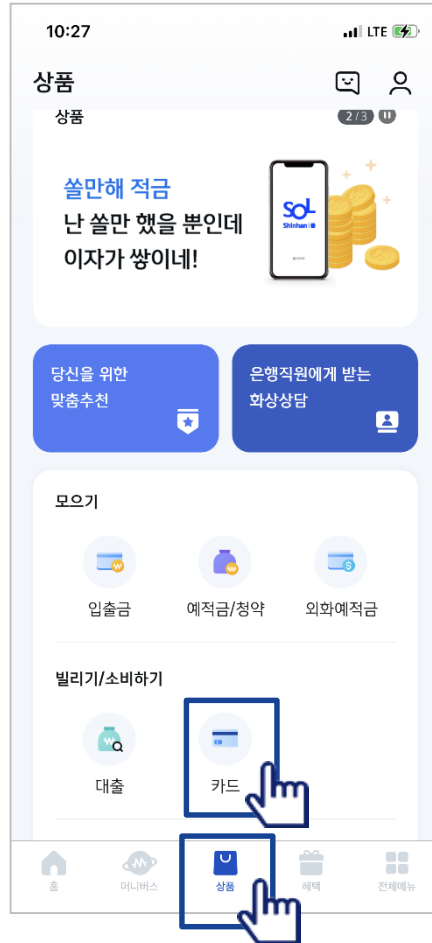 10:27
LTE
상품
상품
2/3
쏠만해 적금
난 쏠만 했을 뿐인데
이자가 쌓이네!
SOL
Shinhan
당신을 위한
맞춤추천
은행직원에게 받는
화상상담
모으기
입출금
예적금/청약
외화예적금
빌리기/소비하기
대출
카드
홈
머니버스
상품
혜택
전체메뉴